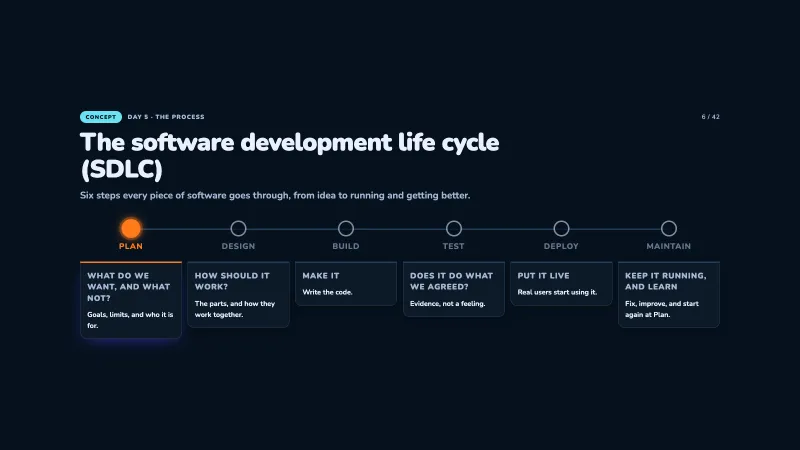 CONCEPT DAY 5 · THE PROCESS 6 / 42
The software development life cycle
(SDLC)
Six steps every piece of software goes through, from idea to running and getting better.
PLAN DESIGN BUILD TEST DEPLOY MAINTAIN
WHAT DO WE
WANT, AND WHAT
NOT?
Goals, limits, and who it is
for.
HOW SHOULD IT
WORK?
The parts, and how they
work together.
MAKE IT
Write the code.
DOES IT DO WHAT
WE AGREED?
Evidence, not a feeling.
PUT IT LIVE
Real users start using it.
KEEP IT RUNNING,
AND LEARN
Fix, improve, and start
again at Plan.